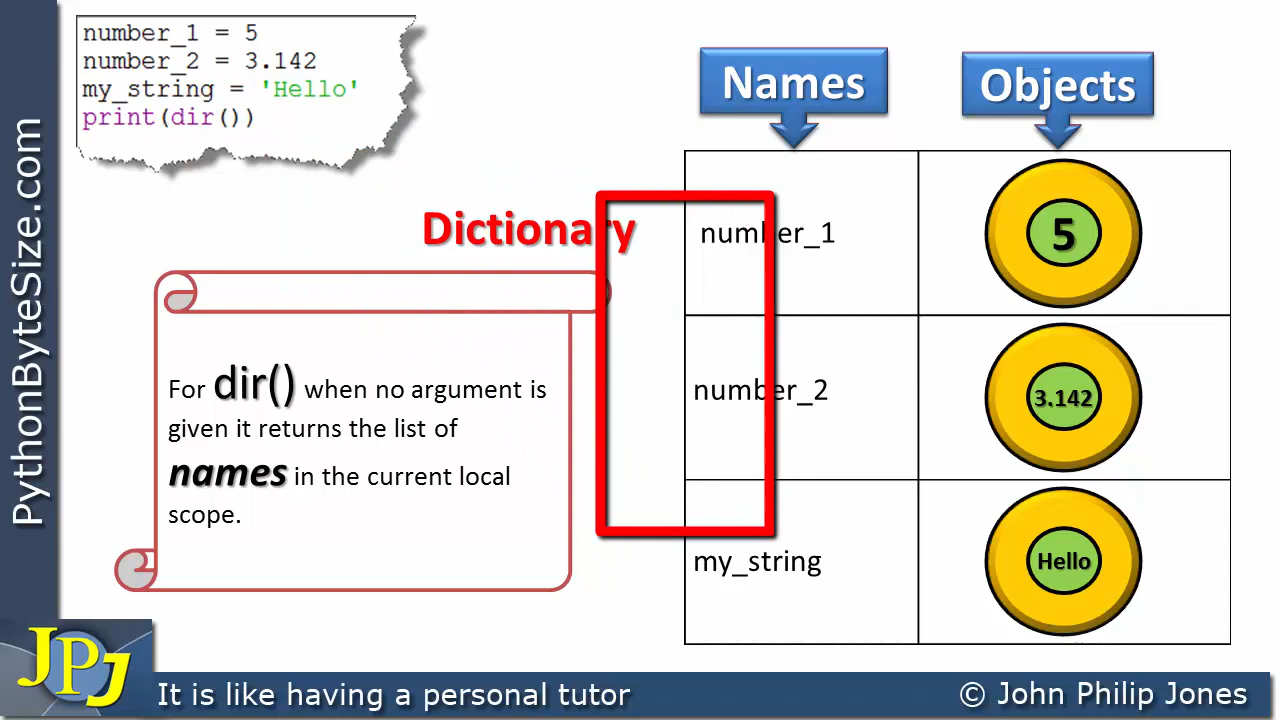 number_1 = 5
number_2 = 3.142
my_string = 'Hello'
print(dir())
Names
Objects
Dictionary
number_1
5
number_2
3.142
my_string
Hello
For dir() when no argument is
given it returns the list of
names in the current local
scope.
PythonByteSize.com
JPJ
It is like having a personal tutor
© John Philip Jones